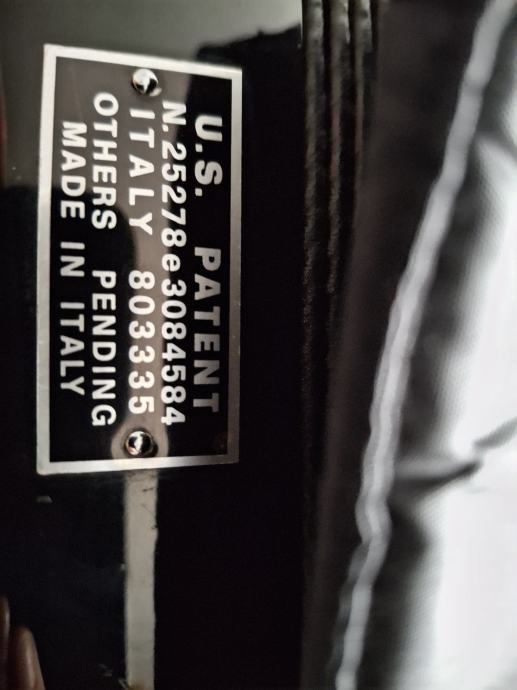 U.S. PATENT
N.25278e3084584
ITALY 803335
OTHERS PENDING
MADE IN ITALY